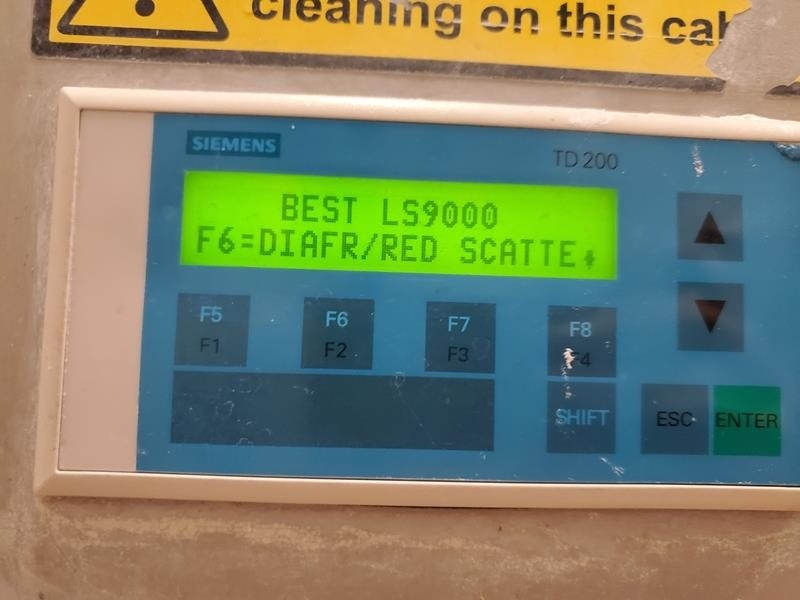 cleaning on this ca
SIEMENS
TD 200
BEST LS9000
F6=DIAFR/RED SCATTE
F5
F1
F6
F2
F7
F3
F8
F4
SHIFT
ESC
ENTER